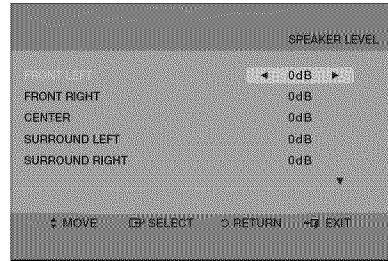 SPEAKER LEVEL
FRONT LEFT ◄ 0dB ►
FRONT RIGHT 0dB
CENTER 0dB
SURROUND LEFT 0dB
SURROUND RIGHT 0dB
▼
MOVE SELECT RETURN EXIT